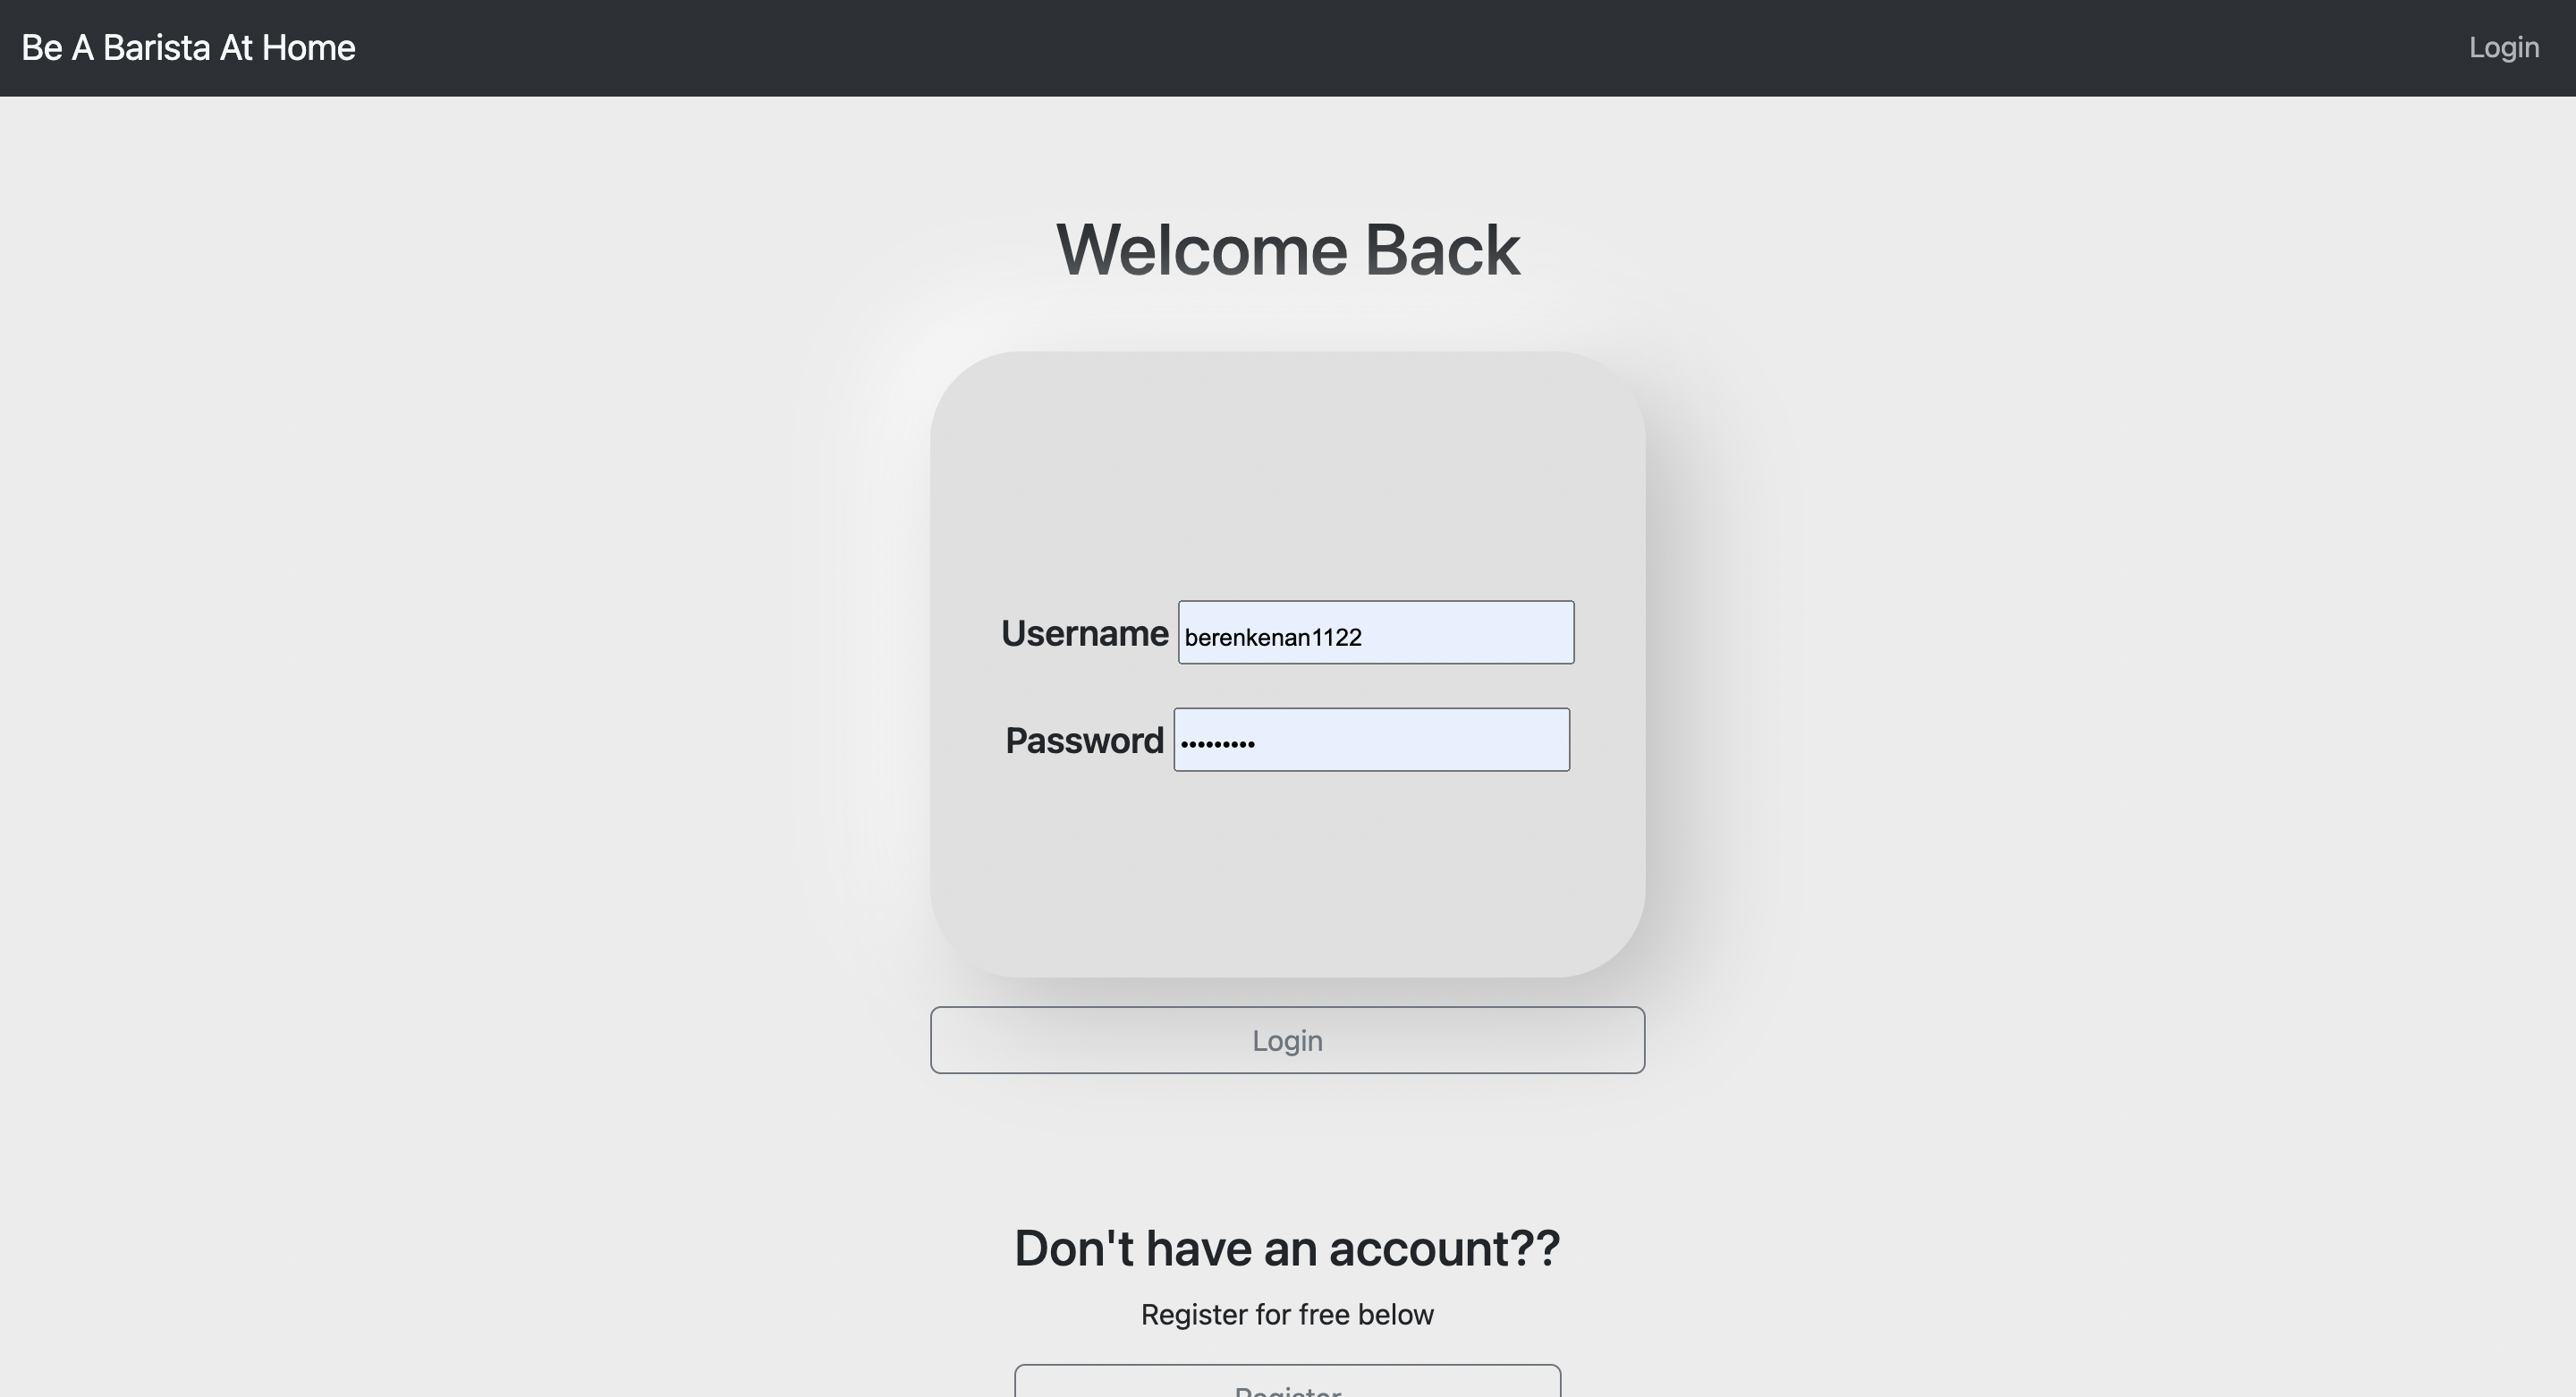 Be A Barista At Home
Login
Welcome Back
Username berenkenan1122
Password •••••••••
Login
Don't have an account??
Register for free below
Register